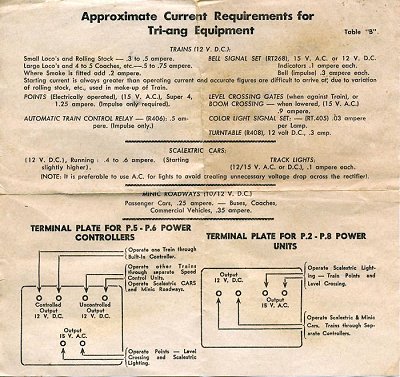 Approximate Current Requirements for
Tri-ang Equipment
Table "B".
TRAINS (12 V. D.C.):
Small Loco's and Rolling Stock — .3 to .5 ampere.
Large Loco's and 4 to 5 Coaches, etc.—.5 to .75 ampere.
Where Smoke is fitted add .2 ampere.
BELL SIGNAL SET (RT268), 15 V. A.C. or 12 V. D.C.
Indicators .1 ampere each.
Bell (Impulse) .3 ampere each.
Starting current is always greater than operating current and accurate figures are difficult to arrive at, due to variation
of rolling stock, etc., used in make-up of Train.
POINTS (Electrically Operated), (15 V. A.C.), Super 4,
1.25 ampere. (Impulse only required).
AUTOMATIC TRAIN CONTROL RELAY — (R406); .5 am-
pere. (Impulse only.)
LEVEL CROSSING GATES (when against Train), or
BOOM CROSSING — when lowered, (15 V. A.C.)
.9 ampere.
COLOR LIGHT SIGNAL SET: — (RT.405) .03 ampere
per Lamp.
TURNTABLE (R408), 12 volt D.C., .3 amp.
SCALEXTRIC CARS:
(12 V. D.C.), Running : .4 to .6 ampere. (Starting
slightly higher).
TRACK LIGHTS:
(12/15 V. A.C. or D.C.), .1 ampere each.
(NOTE: It is preferable to use A.C. for lights to avoid creating unnecessary voltage drop across the rectifier).
MINIC ROADWAYS (10/12 V. D.C.)
Passenger Cars, .25 ampere. — Buses, Coaches,
Commercial Vehicles, .35 ampere.
TERMINAL PLATE FOR P.5 - P.6 POWER
CONTROLLERS
Operate one Train through
Built-in Controller.
Operate other Trains
through separate Speed
Control Units.
Operate Scalextric CARS
and Minic Roadways.
Controlled
Output
12 V. D.C.
Uncontrolled
Output
12 V. D.C.
Output
15 V. A.C.
Operate Points — Level
Crossing and Scalextric
Lighting.
TERMINAL PLATE FOR P.2 - P.8 POWER
UNITS
Output
12 V. D.C.
Output
15 V. A.C.
Operate Scalextric Light-
ing — Train Points and
Level Crossing.
Operate Scalextric & Minic
Cars. Trains through Sep-
arate Controllers.